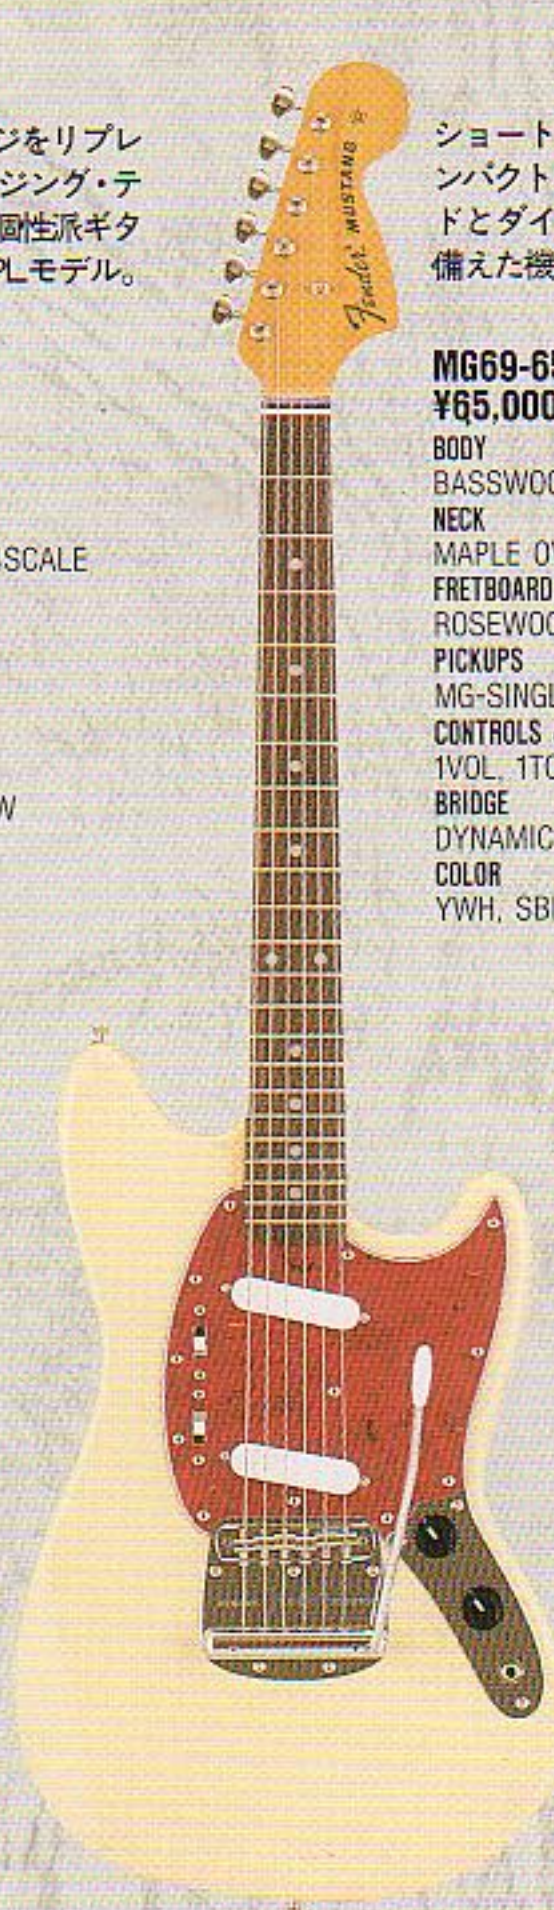 ジをリプレ
ジング・テ
個性派ギタ
PLモデル。
SSCALE
W
Fender MUSTANG
ショート
ンパクト
ドとダイ
備えた機
MG69-65
¥65,000
BODY
BASSWOO
NECK
MAPLE O
FRETBOARD
ROSEWOO
PICKUPS
MG-SINGL
CONTROLS
1VOL, 1TO
BRIDGE
DYNAMIC
COLOR
YWH, SB